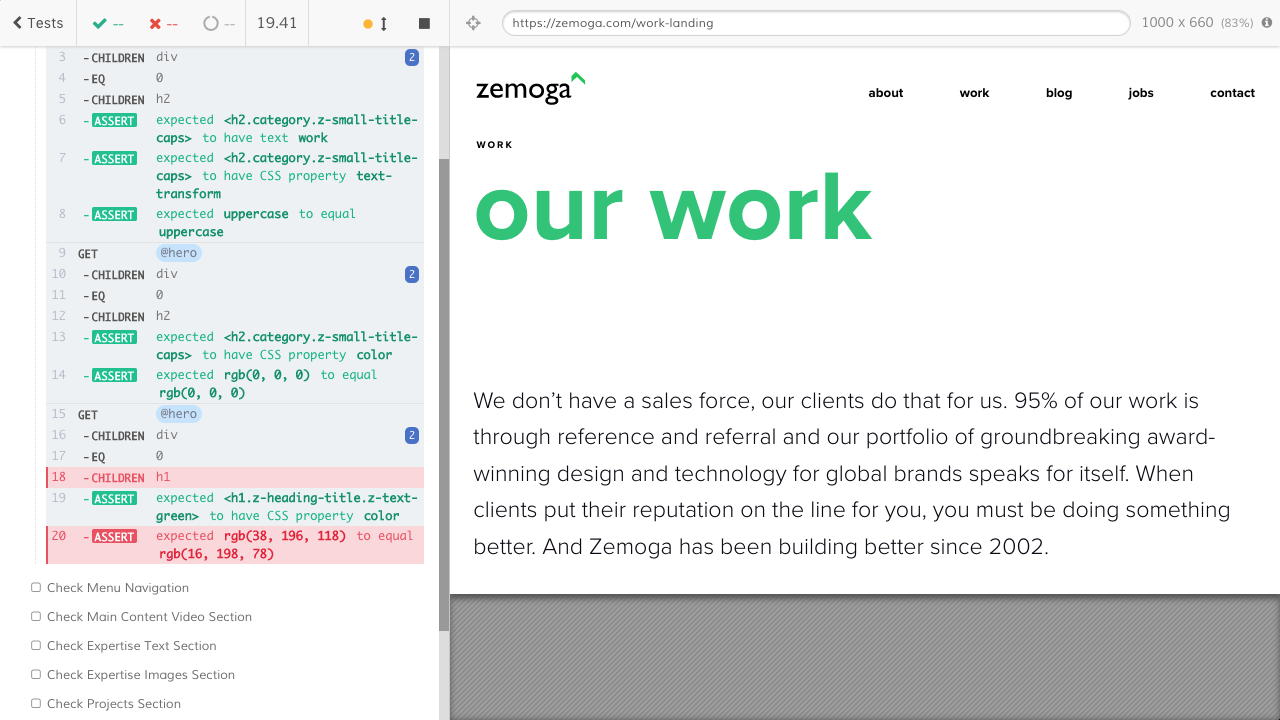 Tests
--
--
--
19.41
https://zemoga.com/work-landing
1000 x 660 (83%)
3 -CHILDREN div 2
4 -EQ 0
5 -CHILDREN h2
6 -ASSERT expected <h2.category.z-small-title-
caps> to have text work
7 -ASSERT expected <h2.category.z-small-title-
caps> to have CSS property text-
transform
8 -ASSERT expected uppercase to equal
uppercase
9 GET @hero
10 -CHILDREN div 2
11 -EQ 0
12 -CHILDREN h2
13 -ASSERT expected <h2.category.z-small-title-
caps> to have CSS property color
14 -ASSERT expected rgb(0, 0, 0) to equal
rgb(0, 0, 0)
15 GET @hero
16 -CHILDREN div 2
17 -EQ 0
18 -CHILDREN h1
19 -ASSERT expected <h1.z-heading-title.z-text-
green> to have CSS property color
20 -ASSERT expected rgb(38, 196, 118) to equal
rgb(16, 198, 78)
Check Menu Navigation
Check Main Content Video Section
Check Expertise Text Section
Check Expertise Images Section
Check Projects Section
zemoga
about work blog jobs contact
WORK
our work
We don’t have a sales force, our clients do that for us. 95% of our work is
through reference and referral and our portfolio of groundbreaking award-
winning design and technology for global brands speaks for itself. When
clients put their reputation on the line for you, you must be doing something
better. And Zemoga has been building better since 2002.